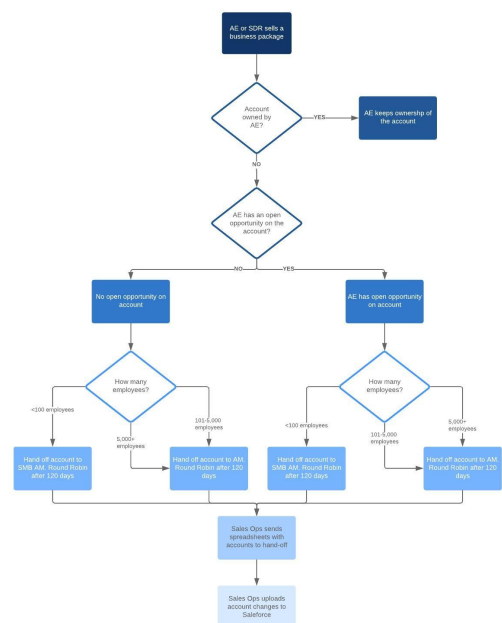 AE or SDR sells a
business package
Account
owned by
AE?
YES
AE keeps ownershp of
the account
NO
AE has an open
opportunity on the
account?
NO
YES
No open opportunity on
account
AE has open opportunity
on account
How many
employees?
How many
employees?
<100 employees
5,000+
employees
101-5,000
employees
<100 employees
101-5,000
employees
5,000+
employees
Hand off account to
SMB AM. Round Robin
after 120 days
Hand off account to AM.
Round Robin after 120
days
Hand off account to
SMB AM. Round Robin
after 120 days
Hand off account to AM.
Round Robin after 120
days
Sales Ops sends
spreadsheets with
accounts to hand-off
Sales Ops uploads
account changes to
Saleforce